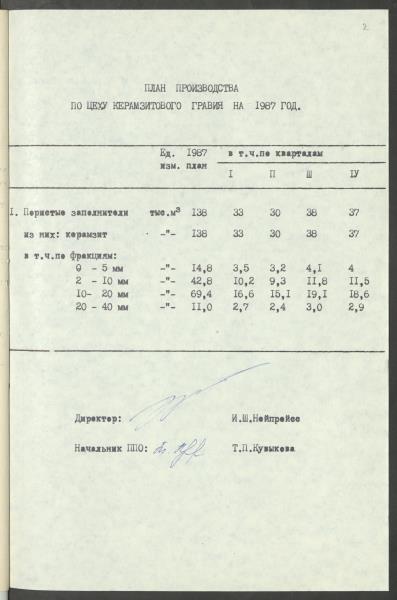 2
ПЛАН ПРОИЗВОДСТВА
ПО ЦЕХУ КЕРАМЗИТОВОГО ГРАВИЯ НА 1987 ГОД.
Ед. 1987 в т.ч.по кварталам
изм. план I П Ш IУ
I. Пористые заполнители тыс.м3 138 33 30 38 37
из них: керамзит -"- 138 33 30 38 37
в т.ч.по фракциям:
0 - 5 мм -"- 14,8 3,5 3,2 4,1 4
2 - 10 мм -"- 42,8 10,2 9,3 11,8 11,5
10- 20 мм -"- 69,4 16,6 15,1 19,1 18,6
20 - 40 мм -"- 11,0 2,7 2,4 3,0 2,9
Директор: И.Ш.Нейпрейсс
Начальник ППО: Т.П.Кувыкова